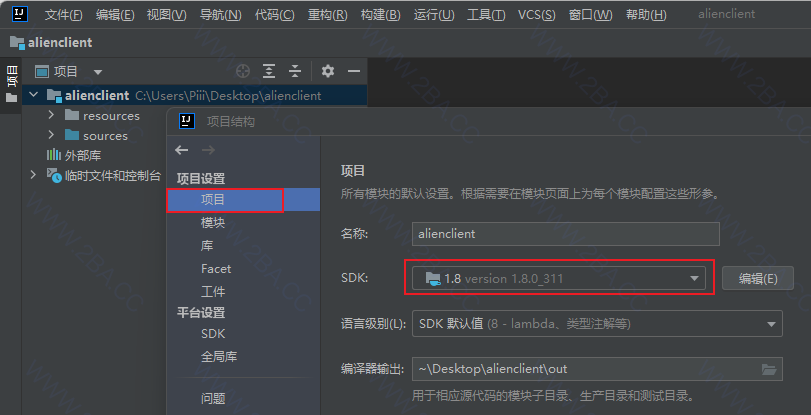 IJ 文件(F) 编辑(E) 视图(V) 导航(N) 代码(C) 重构(R) 构建(B) 运行(U) 工具(T) VCS(S) 窗口(W) 帮助(H) alienclient
alienclient
项目
项目
alienclient C:\Users\Piii\Desktop\alienclient
resources
sources
外部库
临时文件和控制台
IJ 项目结构
项目设置
项目
模块
库
Facet
工件
平台设置
SDK
全局库
问题
项目
所有模块的默认设置。根据需要在模块页面上为每个模块配置这些形参。
名称: alienclient
SDK: 1.8 version 1.8.0_311 编辑(E)
语言级别(L): SDK 默认值 (8 - lambda、类型注解等)
编译器输出: ~\Desktop\alienclient\out
用于相应源代码的模块子目录、生产目录和测试目录。
WWW.2BA.CC